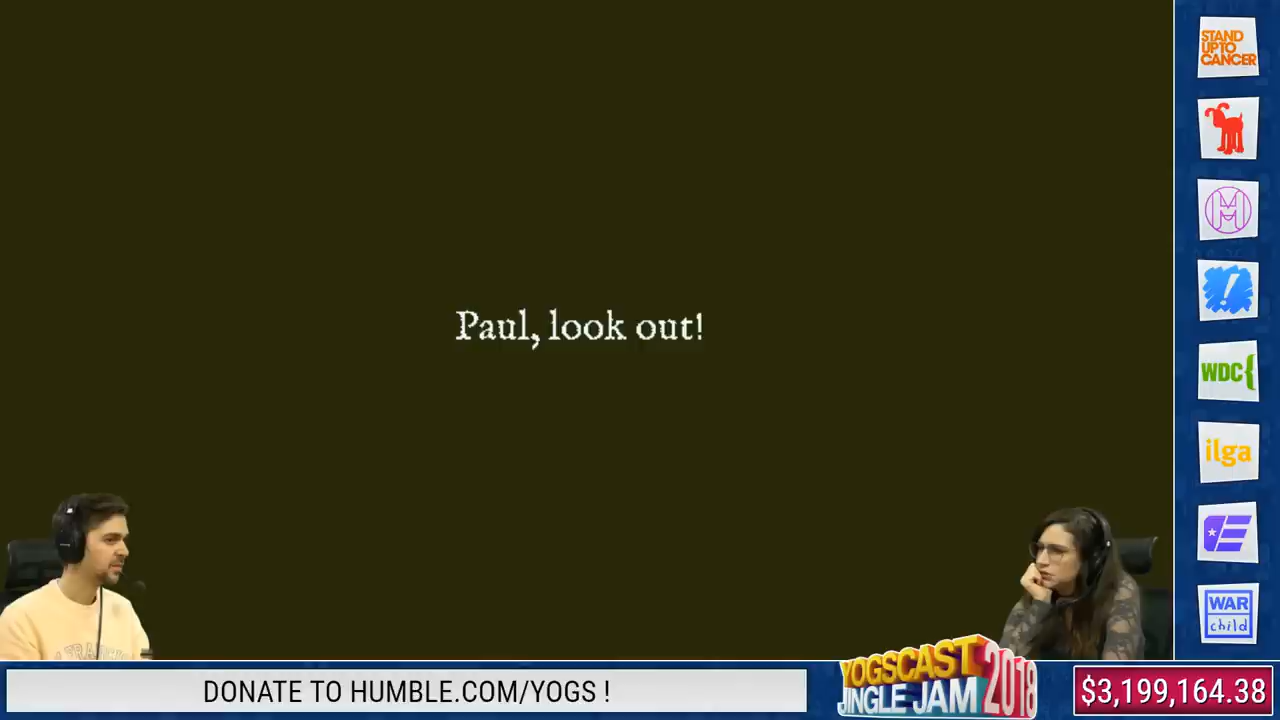 STAND
UP TO
CANCER
Paul, look out!
WDC
ilga
WAR
child
DONATE TO HUMBLE.COM/YOGS !
YOGSCAST
JINGLE JAM
2018
$3,199,164.38